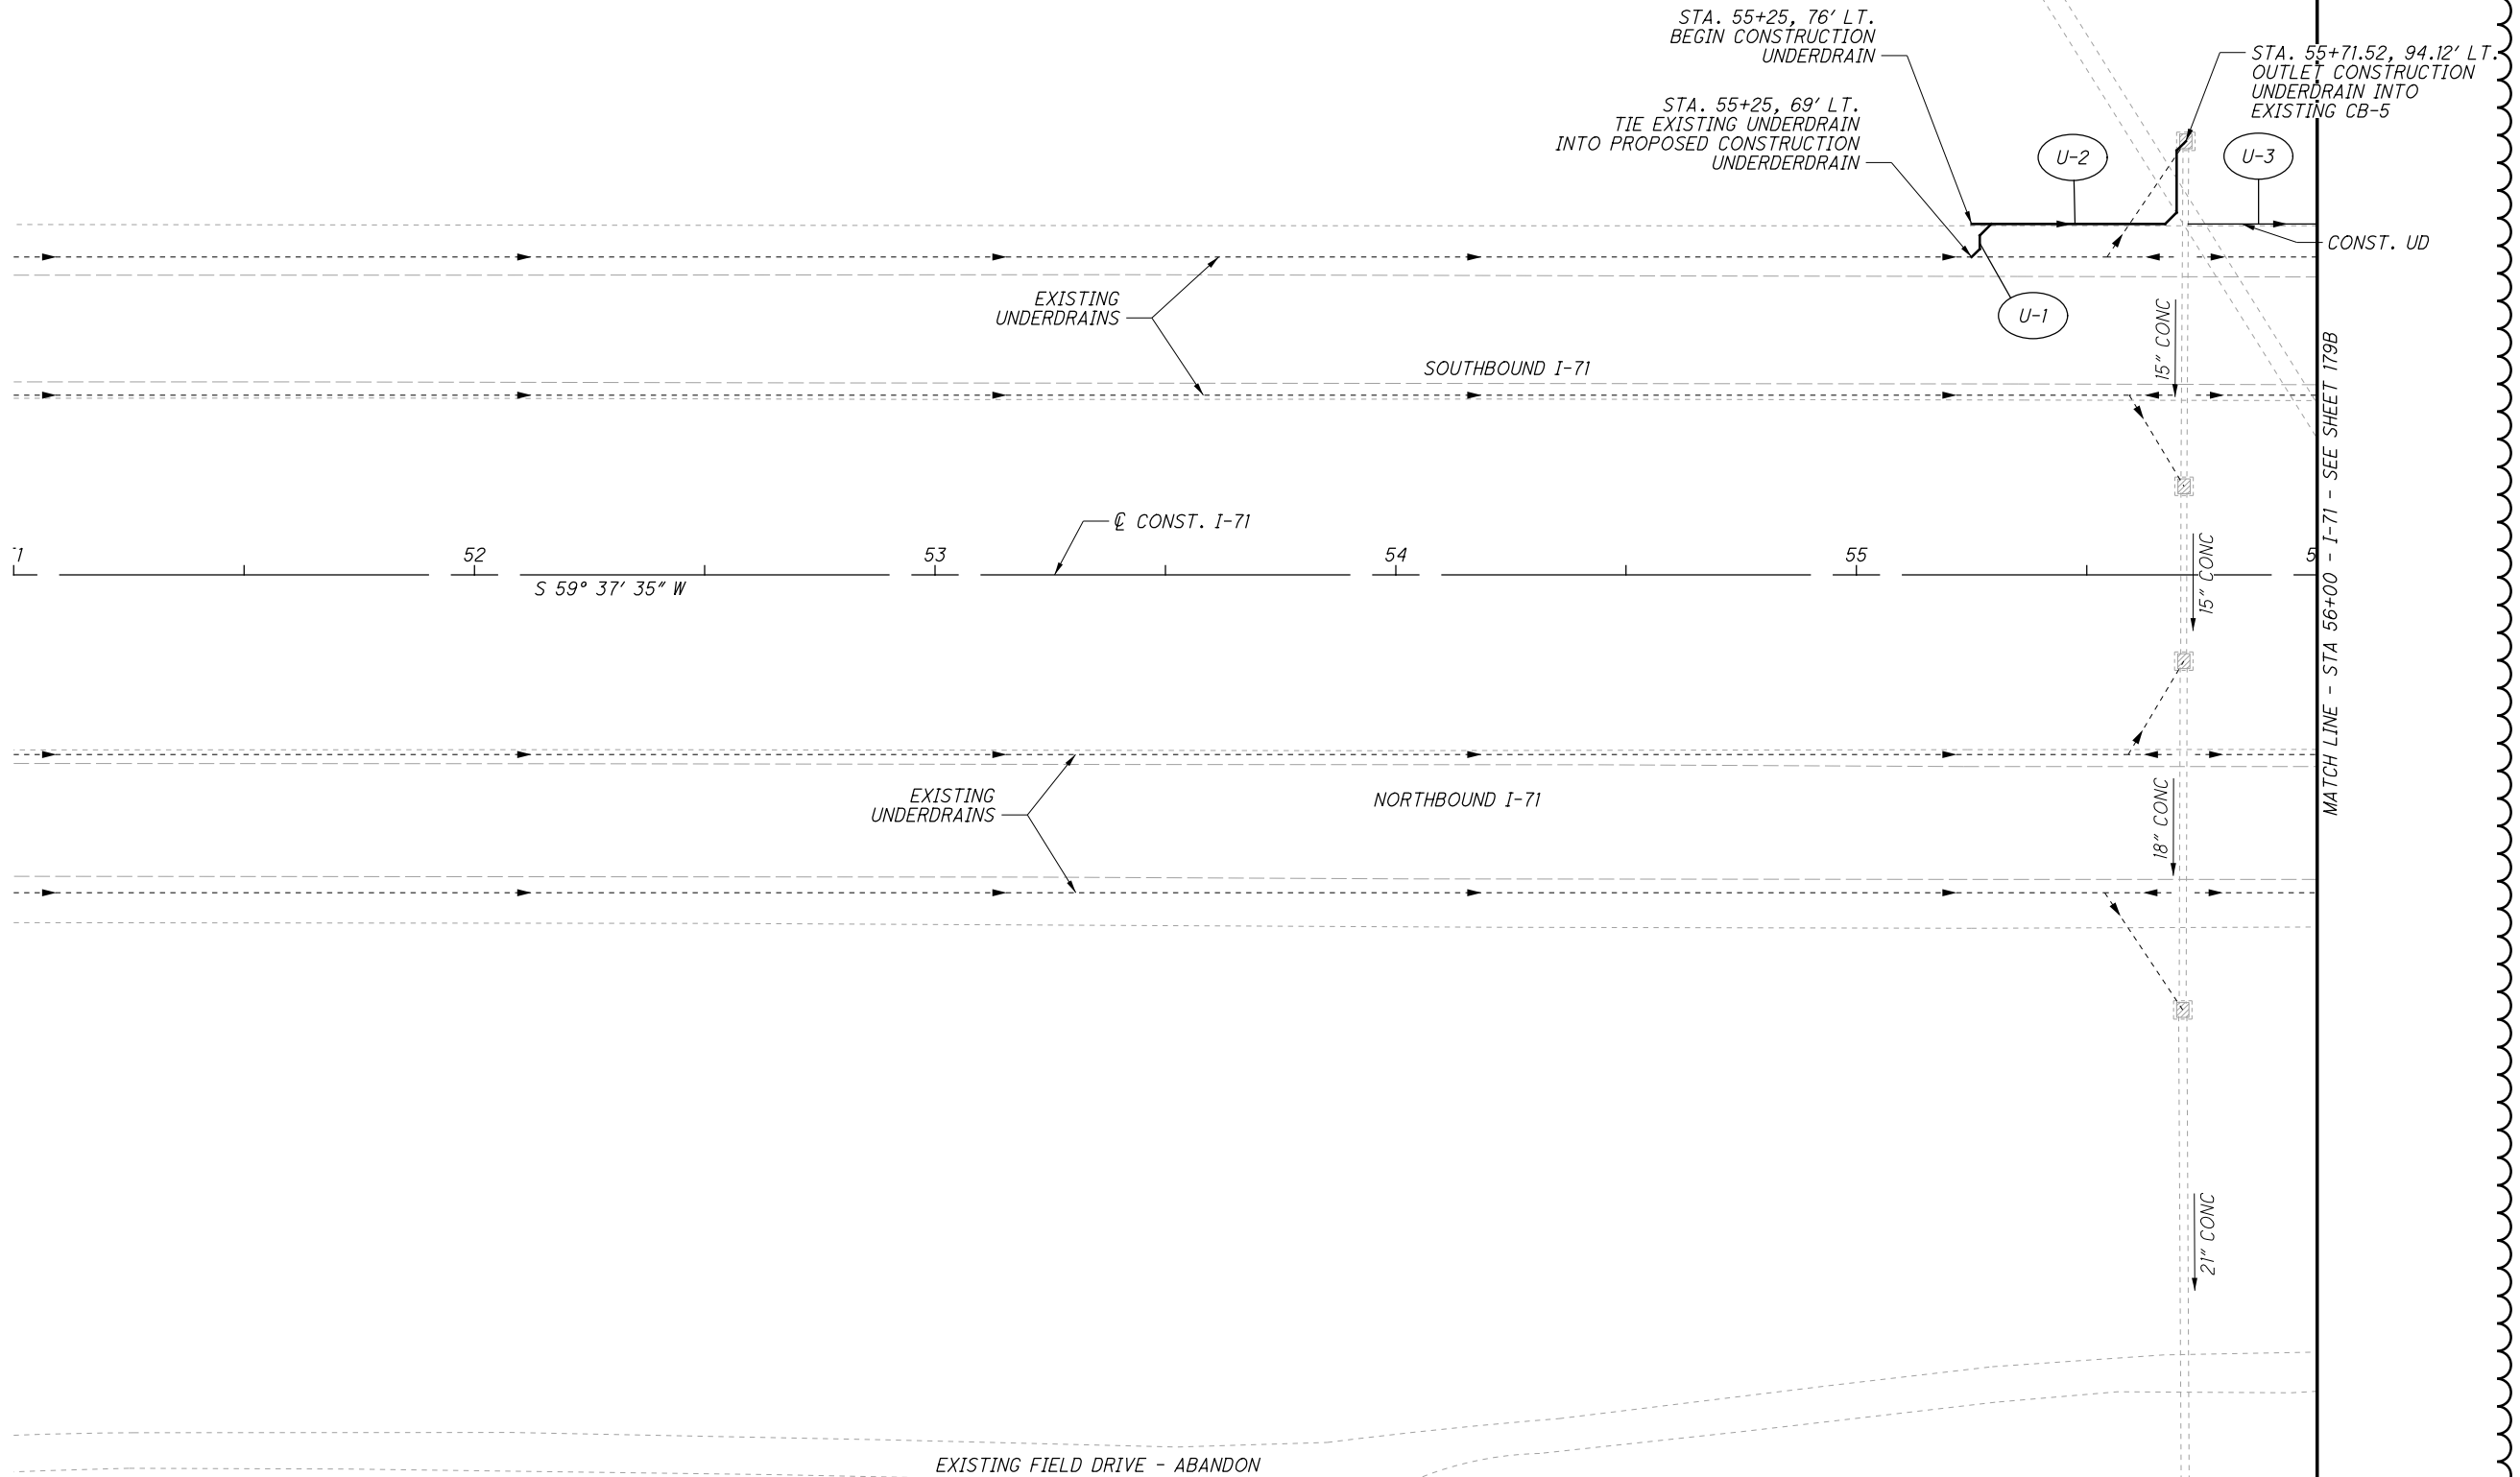 STA. 55+25, 76' LT.
BEGIN CONSTRUCTION
UNDERDRAIN
STA. 55+71.52, 94.12' LT.
OUTLET CONSTRUCTION
UNDERDRAIN INTO
EXISTING CB-5
STA. 55+25, 69' LT.
TIE EXISTING UNDERDRAIN
INTO PROPOSED CONSTRUCTION
UNDERDERDRAIN
U-2
U-3
CONST. UD
EXISTING
UNDERDRAINS
U-1
15" CONC
SOUTHBOUND I-71
MATCH LINE - STA 56+00 - I-71 - SEE SHEET 179B
℄ CONST. I-71
1
52
53
54
55
5
S 59° 37' 35" W
15" CONC
EXISTING
UNDERDRAINS
NORTHBOUND I-71
18" CONC
21" CONC
EXISTING FIELD DRIVE - ABANDON